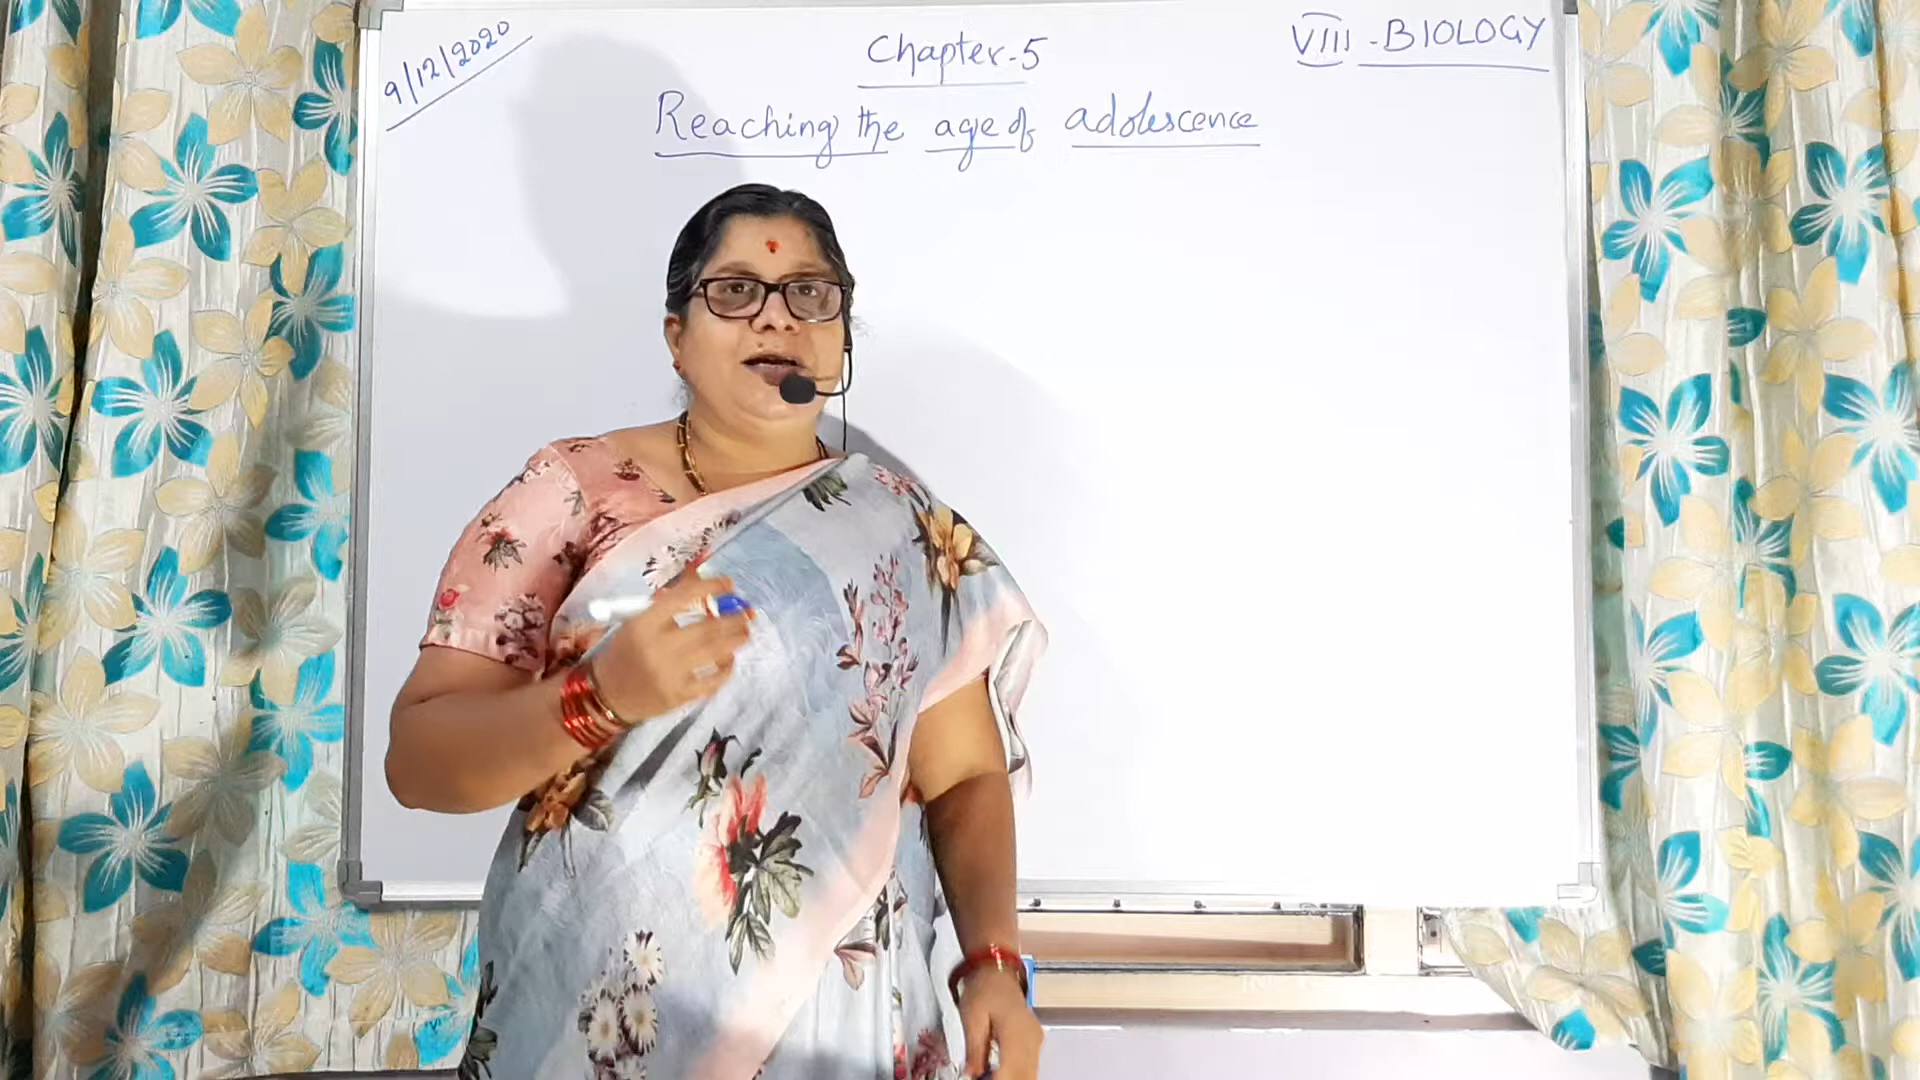 9/12/2020
Chapter-5
VIII - BIOLOGY
Reaching the age of adolescence